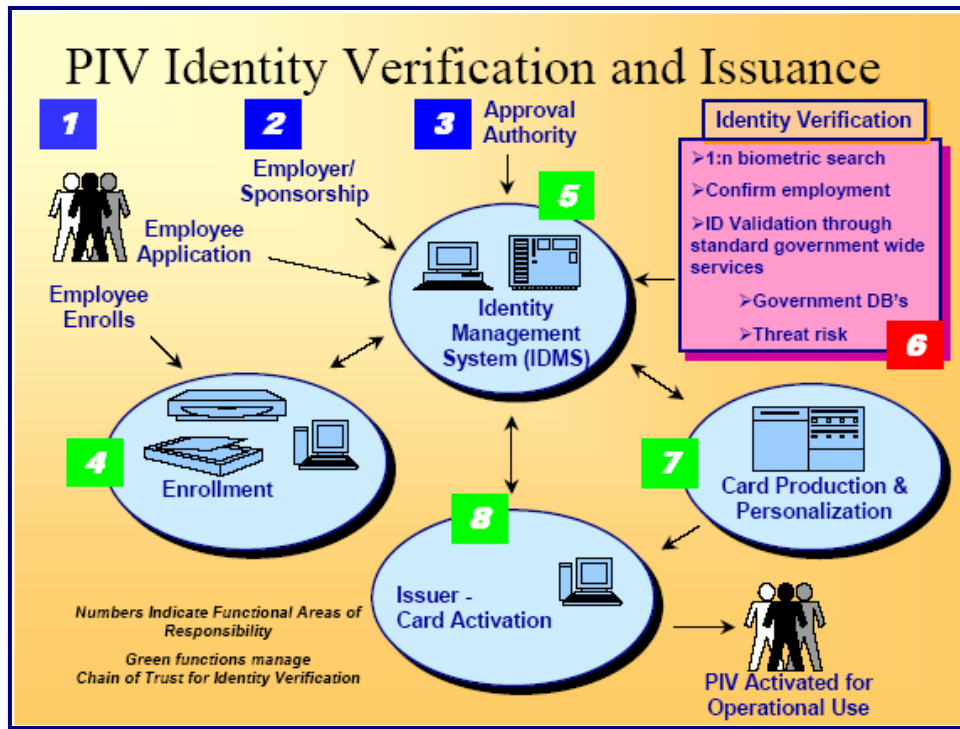 PIV Identity Verification and Issuance
1
2
3
Approval
Authority
Identity Verification
➢1:n biometric search
➢Confirm employment
➢ID Validation through
standard government wide
services
➢Government DB's
➢Threat risk
6
Employer/
Sponsorship
5
Employee
Application
Employee
Enrolls
Identity
Management
System (IDMS)
4
Enrollment
7
Card Production &
Personalization
8
Issuer -
Card Activation
Numbers Indicate Functional Areas of
Responsibility
Green functions manage
Chain of Trust for Identity Verification
PIV Activated for
Operational Use